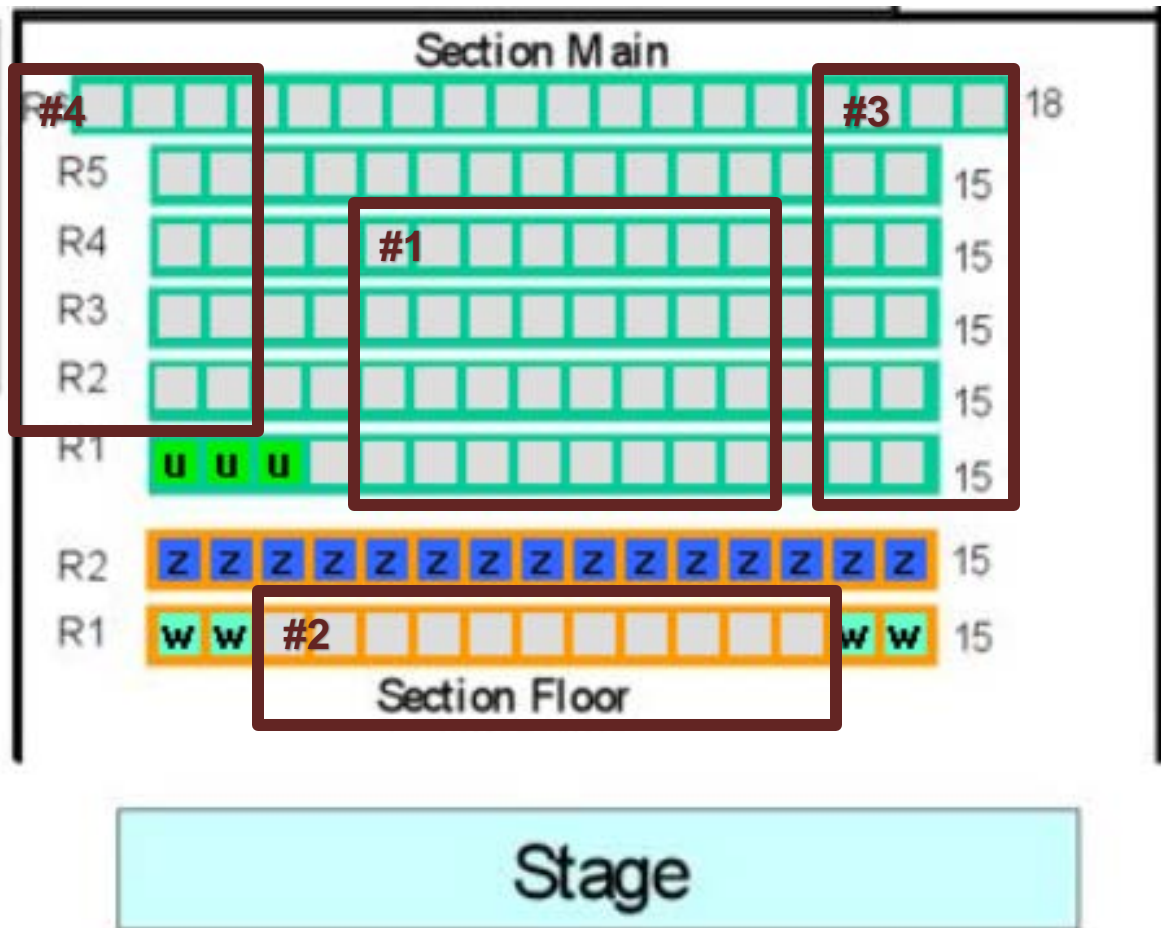 Section Main
#4 #3 18
R5 15
R4 #1 15
R3 15
R2 15
R1 u u u 15
R2 z z z z z z z z z z z z z z z 15
R1 w w #2 w w 15
Section Floor
Stage